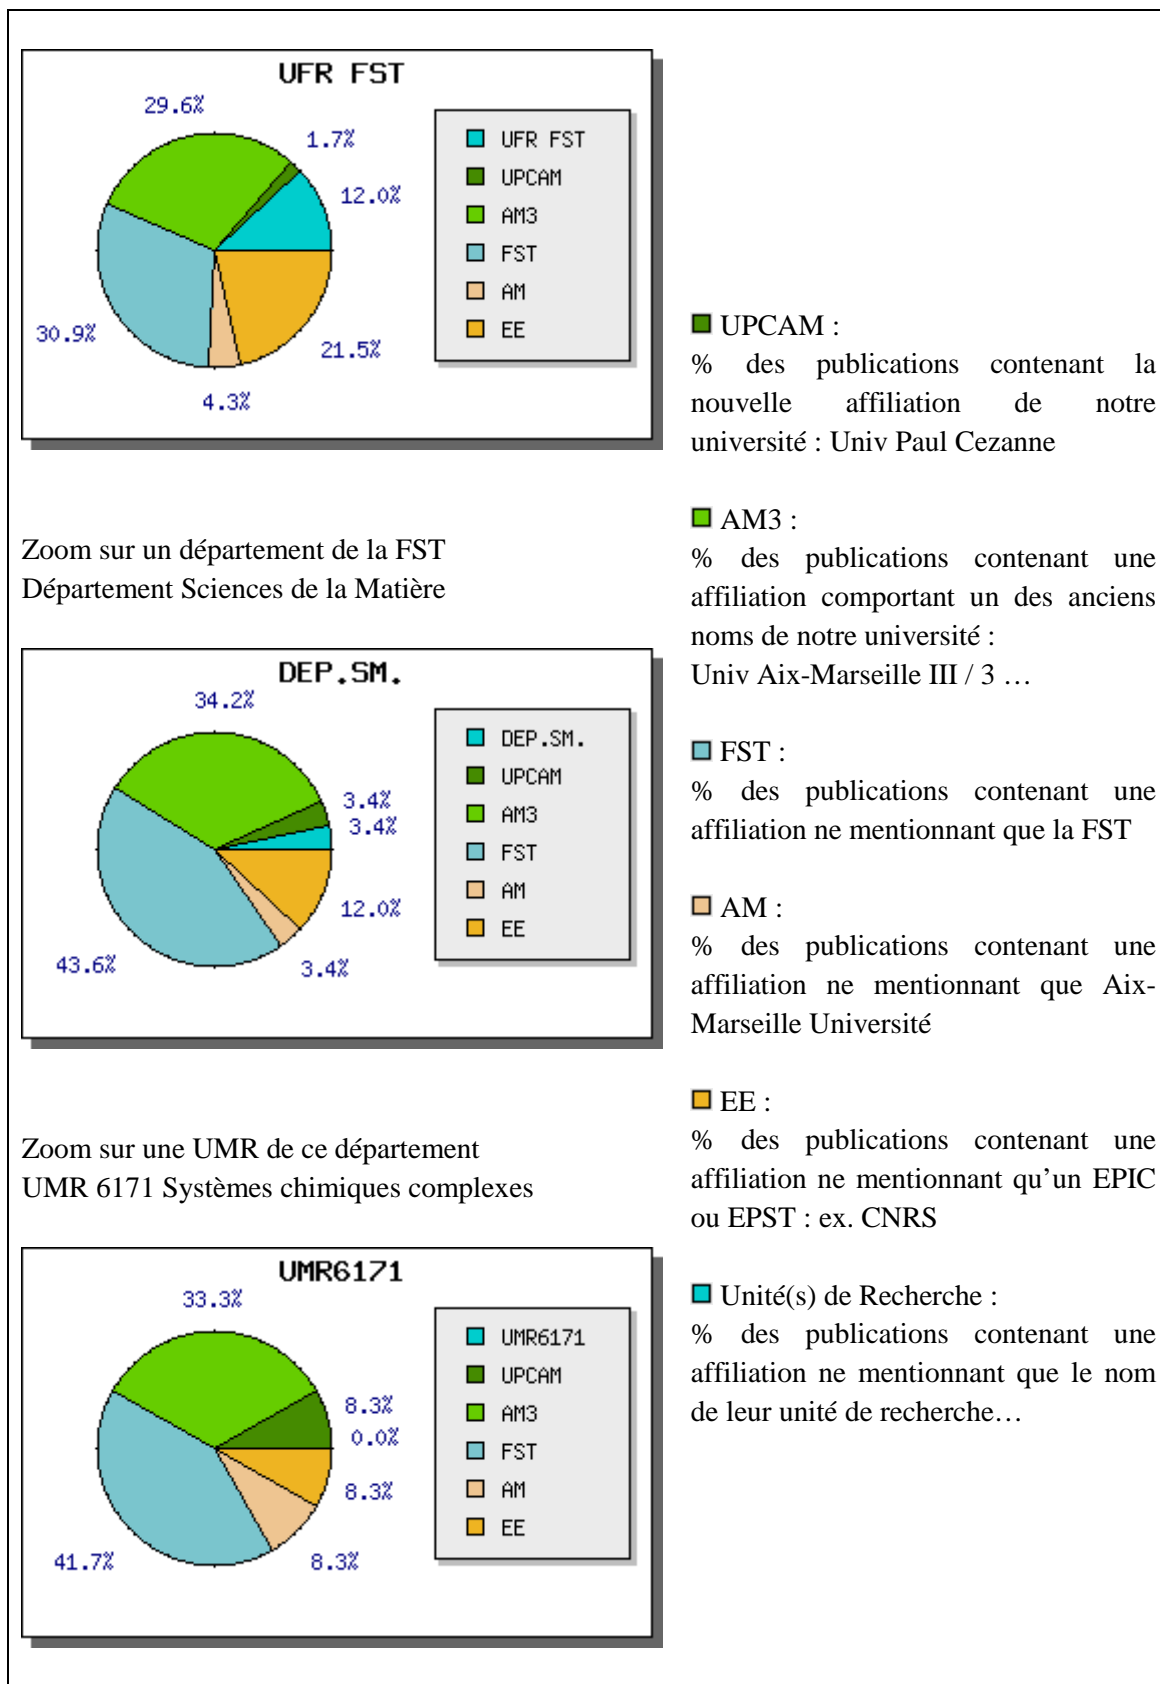 UFR FST
29.6%
1.7%
12.0%
30.9%
21.5%
4.3%
UFR FST
UPCAM
AM3
FST
AM
EE
Zoom sur un département de la FST
Département Sciences de la Matière
DEP.SM.
34.2%
3.4%
3.4%
12.0%
43.6%
3.4%
DEP.SM.
UPCAM
AM3
FST
AM
EE
Zoom sur une UMR de ce département
UMR 6171 Systèmes chimiques complexes
UMR6171
33.3%
8.3%
0.0%
8.3%
41.7%
8.3%
UMR6171
UPCAM
AM3
FST
AM
EE
UPCAM :
% des publications contenant la
nouvelle affiliation de notre
université : Univ Paul Cezanne
AM3 :
% des publications contenant une
affiliation comportant un des anciens
noms de notre université :
Univ Aix-Marseille III / 3 …
FST :
% des publications contenant une
affiliation ne mentionnant que la FST
AM :
% des publications contenant une
affiliation ne mentionnant que Aix-
Marseille Université
EE :
% des publications contenant une
affiliation ne mentionnant qu’un EPIC
ou EPST : ex. CNRS
Unité(s) de Recherche :
% des publications contenant une
affiliation ne mentionnant que le nom
de leur unité de recherche…